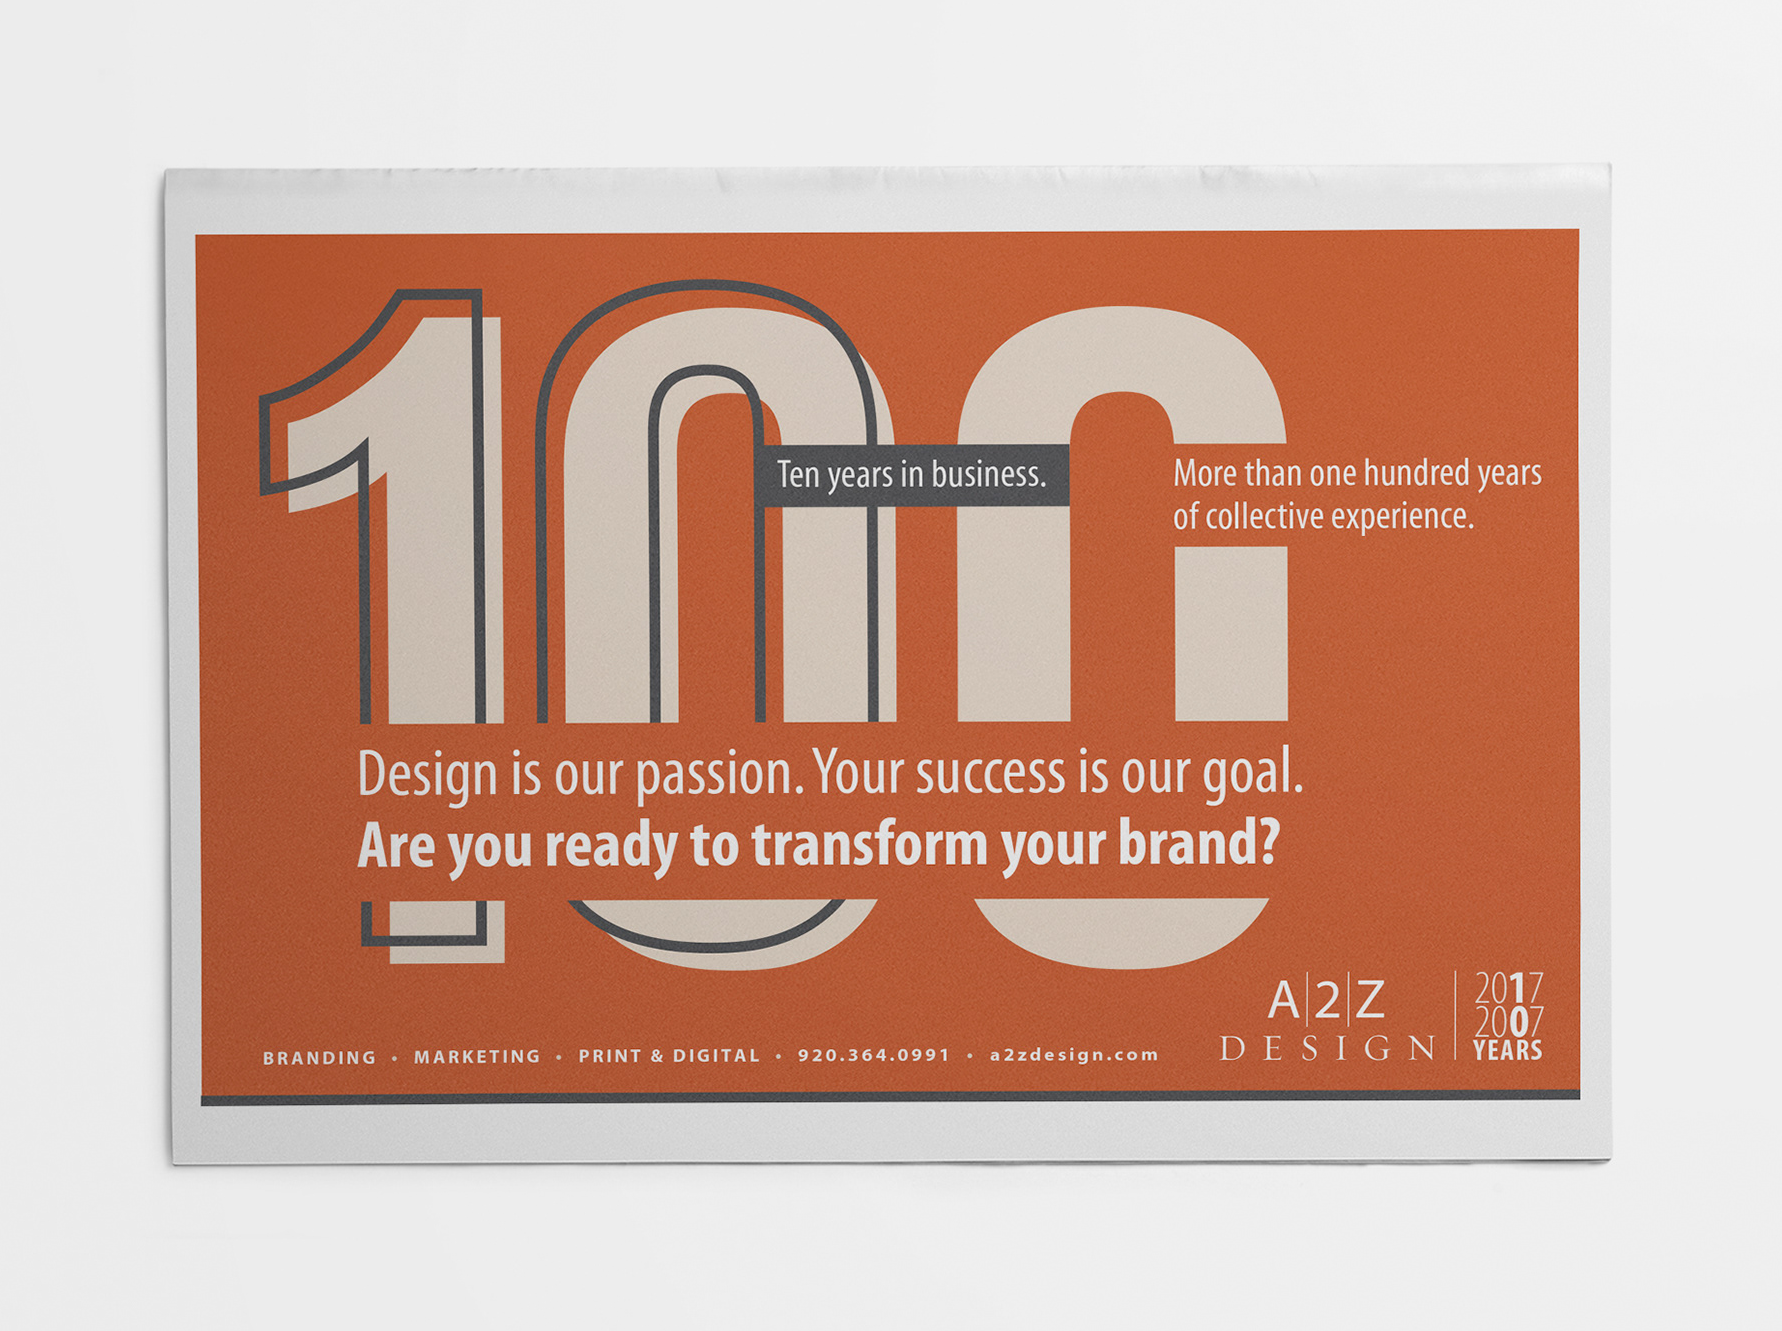 100
Ten years in business.
More than one hundred years
of collective experience.
Design is our passion. Your success is our goal.
Are you ready to transform your brand?
BRANDING • MARKETING • PRINT & DIGITAL • 920.364.0991 • a2zdesign.com
A|2|Z
DESIGN
2017
2007
YEARS